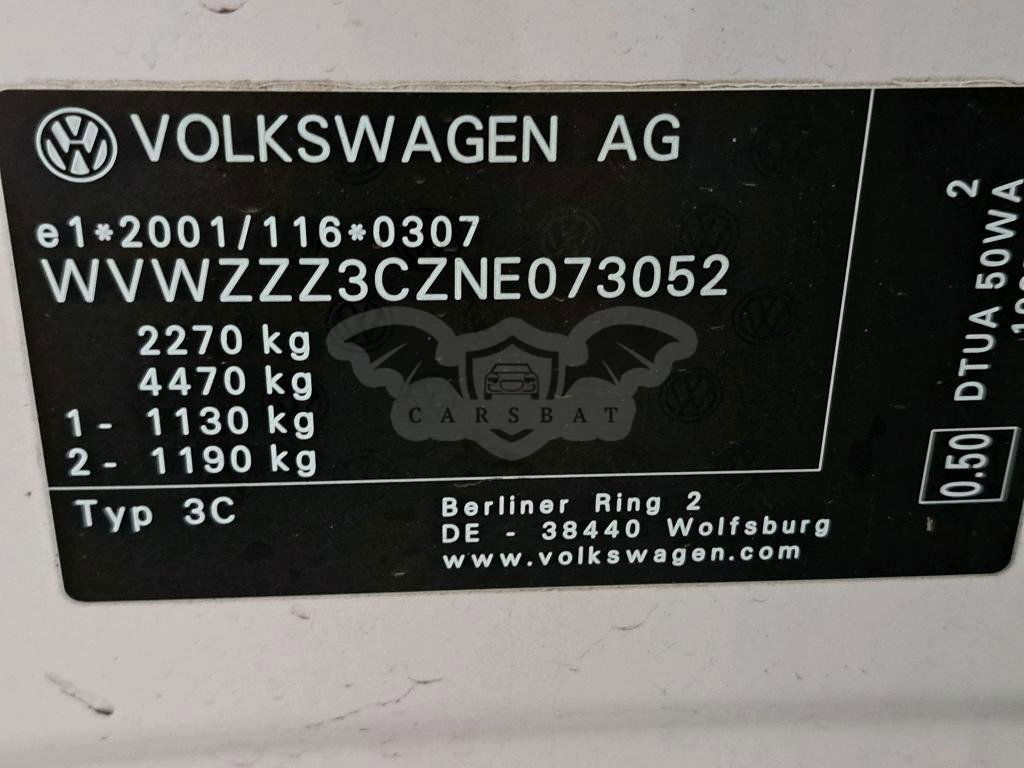 VOLKSWAGEN AG
e1*2001/116*0307
WVWZZZ3CZNE073052
2270 kg
4470 kg
1- 1130 kg
2- 1190 kg
Typ 3C
Berliner Ring 2
DE - 38440 Wolfsburg
www.volkswagen.com
2
DTUA 50WA
0.50
CARSBAT